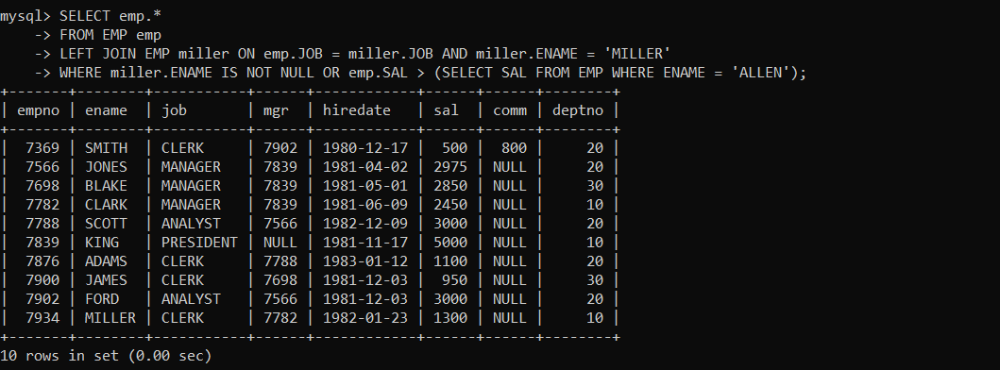 mysql> SELECT emp.*
    -> FROM EMP emp
    -> LEFT JOIN EMP miller ON emp.JOB = miller.JOB AND miller.ENAME = 'MILLER'
    -> WHERE miller.ENAME IS NOT NULL OR emp.SAL > (SELECT SAL FROM EMP WHERE ENAME = 'ALLEN');
+-------+--------+-----------+------+------------+------+------+--------+
| empno | ename  | job       | mgr  | hiredate   | sal  | comm | deptno |
+-------+--------+-----------+------+------------+------+------+--------+
|  7369 | SMITH  | CLERK     | 7902 | 1980-12-17 |  500 |  800 |     20 |
|  7566 | JONES  | MANAGER   | 7839 | 1981-04-02 | 2975 | NULL |     20 |
|  7698 | BLAKE  | MANAGER   | 7839 | 1981-05-01 | 2850 | NULL |     30 |
|  7782 | CLARK  | MANAGER   | 7839 | 1981-06-09 | 2450 | NULL |     10 |
|  7788 | SCOTT  | ANALYST   | 7566 | 1982-12-09 | 3000 | NULL |     20 |
|  7839 | KING   | PRESIDENT | NULL | 1981-11-17 | 5000 | NULL |     10 |
|  7876 | ADAMS  | CLERK     | 7788 | 1983-01-12 | 1100 | NULL |     20 |
|  7900 | JAMES  | CLERK     | 7698 | 1981-12-03 |  950 | NULL |     30 |
|  7902 | FORD   | ANALYST   | 7566 | 1981-12-03 | 3000 | NULL |     20 |
|  7934 | MILLER | CLERK     | 7782 | 1982-01-23 | 1300 | NULL |     10 |
+-------+--------+-----------+------+------------+------+------+--------+
10 rows in set (0.00 sec)